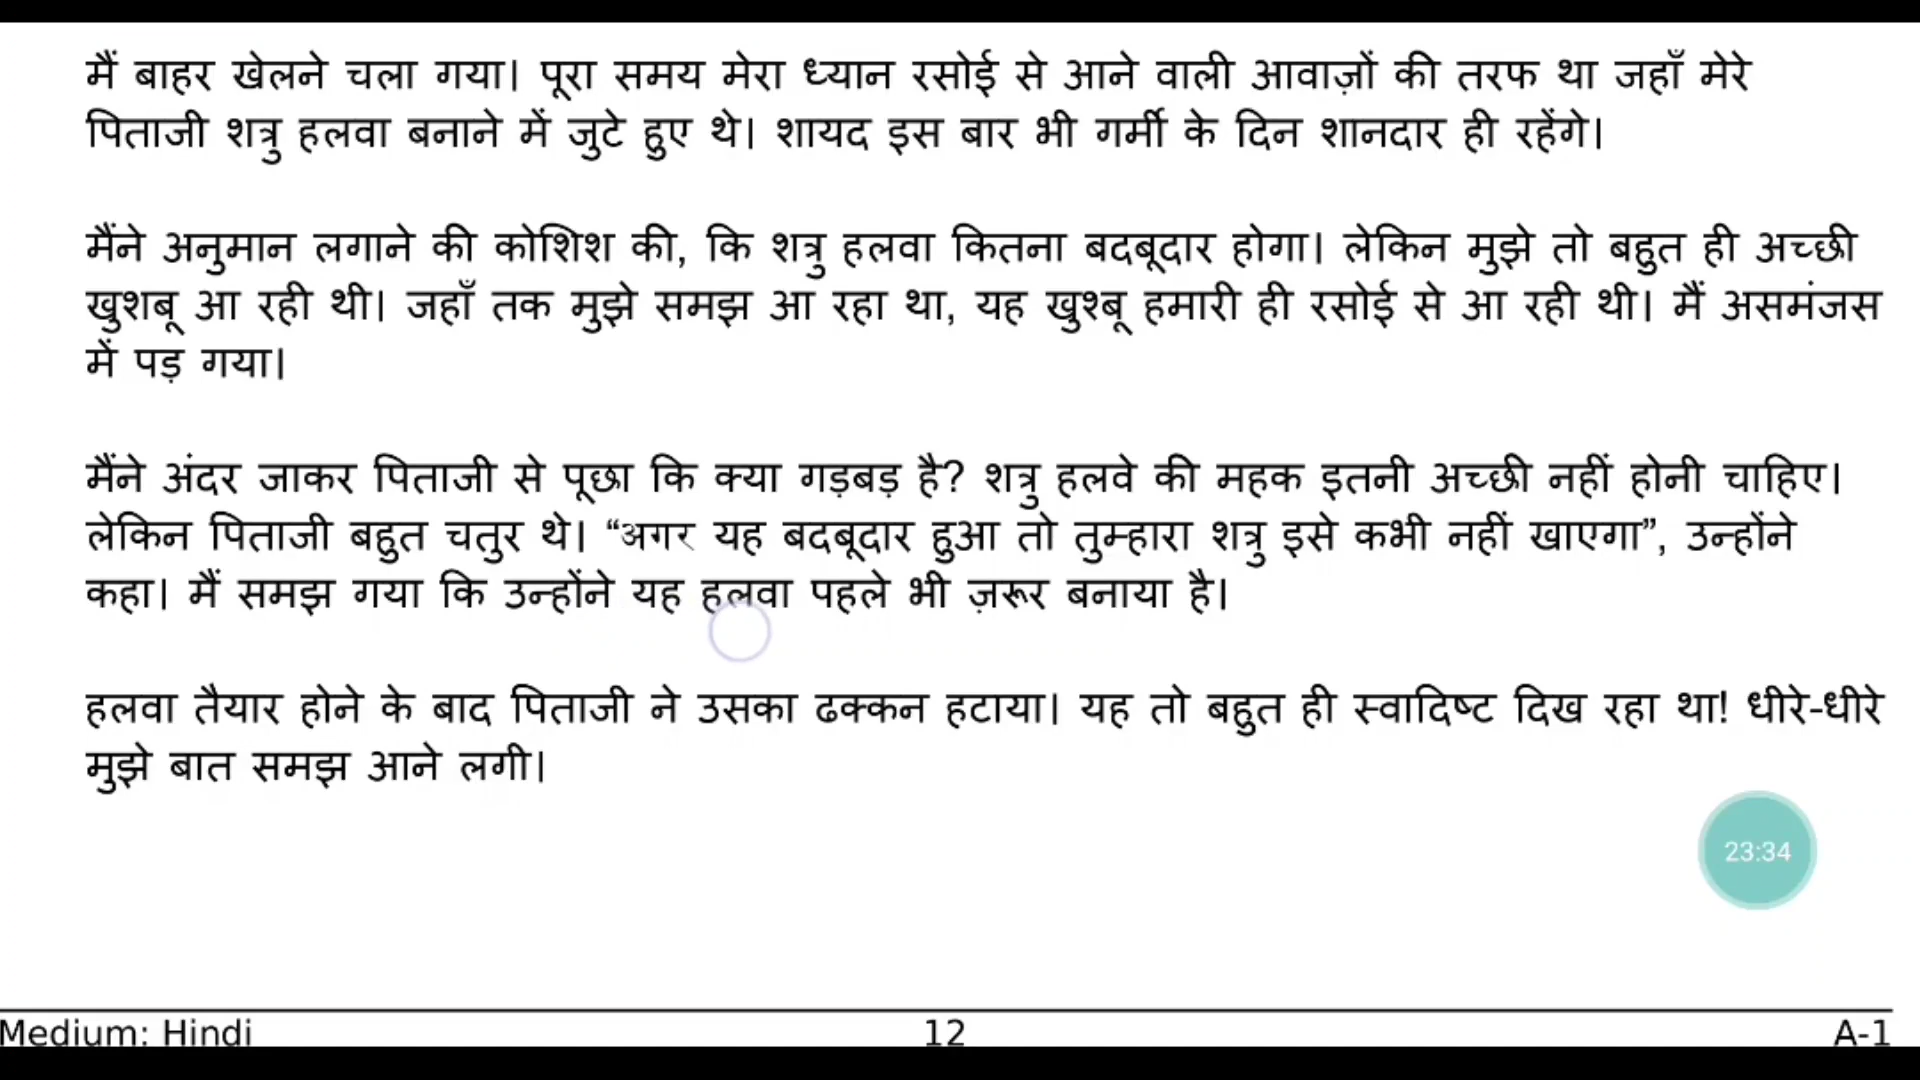 मैं बाहर खेलने चला गया। पूरा समय मेरा ध्यान रसोई से आने वाली आवाज़ों की तरफ था जहाँ मेरे
पिताजी शत्रु हलवा बनाने में जुटे हुए थे। शायद इस बार भी गर्मी के दिन शानदार ही रहेंगे।
मैंने अनुमान लगाने की कोशिश की, कि शत्रु हलवा कितना बदबूदार होगा। लेकिन मुझे तो बहुत ही अच्छी
खुशबू आ रही थी। जहाँ तक मुझे समझ आ रहा था, यह खुश्बू हमारी ही रसोई से आ रही थी। मैं असमंजस
में पड़ गया।
मैंने अंदर जाकर पिताजी से पूछा कि क्या गड़बड़ है? शत्रु हलवे की महक इतनी अच्छी नहीं होनी चाहिए।
लेकिन पिताजी बहुत चतुर थे। “अगर यह बदबूदार हुआ तो तुम्हारा शत्रु इसे कभी नहीं खाएगा”, उन्होंने
कहा। मैं समझ गया कि उन्होंने यह हलवा पहले भी ज़रूर बनाया है।
हलवा तैयार होने के बाद पिताजी ने उसका ढक्कन हटाया। यह तो बहुत ही स्वादिष्ट दिख रहा था! धीरे-धीरे
मुझे बात समझ आने लगी।
23:34
Medium: Hindi 12 A-1